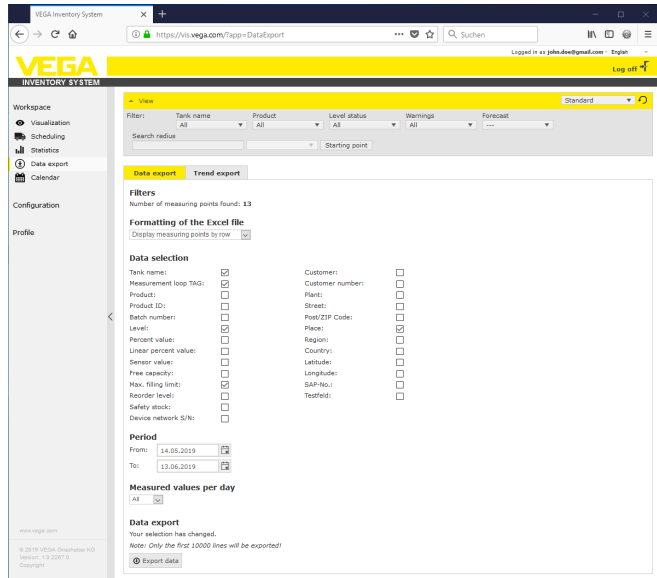 VEGA Inventory System
https://vis.vega.com/?app=DataExport
Suchen
Logged in as john.doe@gmail.com - English
VEGA
INVENTORY SYSTEM
Log off
Workspace
Visualization
Scheduling
Statistics
Data export
Calendar
Configuration
Profile
www.vega.com
© 2019 VEGA Grieshaber KG
Copyright
View
Standard
Filter:
Tank name
All
Product
All
Level status
All
Warnings
All
Forecast
---
Search radius
Starting point
Data export
Trend export
Filters
Number of measuring points found: 13
Formatting of the Excel file
Display measuring points by row
Data selection
Tank name:
Measurement loop TAG:
Product:
Product ID:
Batch number:
Level:
Percent value:
Linear percent value:
Sensor value:
Free capacity:
Max. filling limit:
Reorder level:
Safety stock:
Device network S/N:
Customer:
Customer number:
Plant:
Street:
Post/ZIP Code:
Place:
Region:
Country:
Latitude:
Longitude:
SAP-No.:
Testfeld:
Period
From: 14.05.2019
To: 13.06.2019
Measured values per day
All
Data export
Your selection has changed.
Note: Only the first 10000 lines will be exported!
Export data